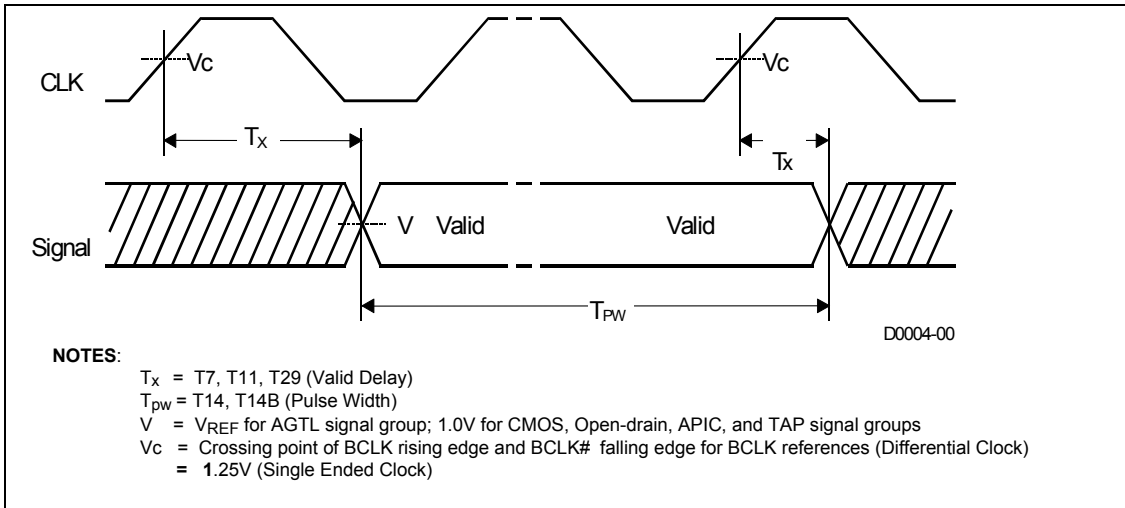 CLK
Vc
Vc
Tx
Tx
Signal
V Valid
Valid
TPW
D0004-00
NOTES:
Tx = T7, T11, T29 (Valid Delay)
Tpw = T14, T14B (Pulse Width)
V = VREF for AGTL signal group; 1.0V for CMOS, Open-drain, APIC, and TAP signal groups
Vc = Crossing point of BCLK rising edge and BCLK# falling edge for BCLK references (Differential Clock)
= 1.25V (Single Ended Clock)